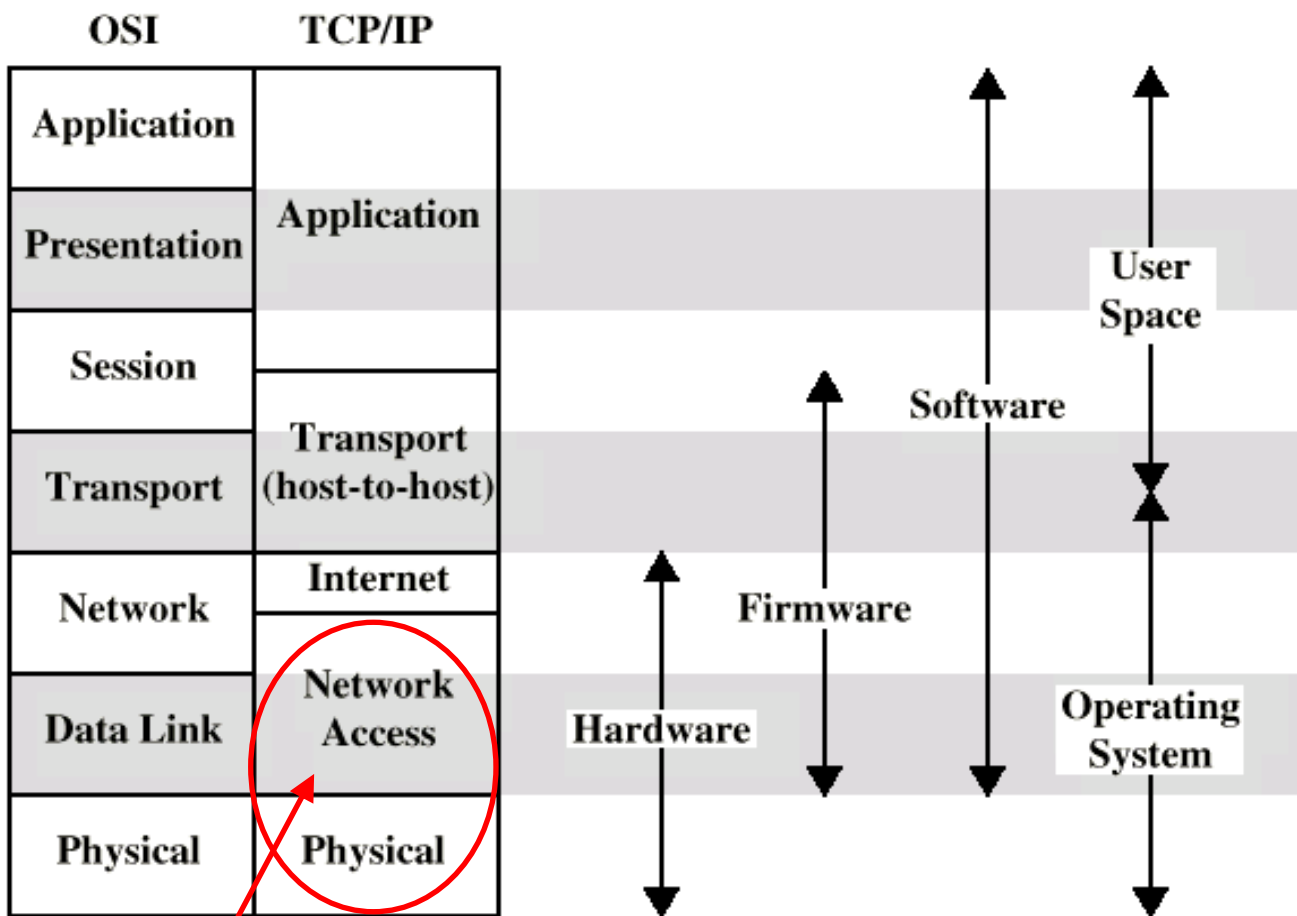 OSI
TCP/IP
Application
Presentation
Session
Transport
Network
Data Link
Physical
Application
Transport
(host-to-host)
Internet
Network
Access
Physical
Hardware
Firmware
Software
User
Space
Operating
System